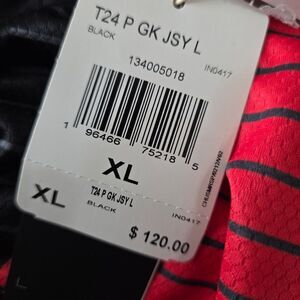 T24 P GK JSY L
BLACK
134005018
IN0417
1 96466 75218 5
XL
XL
T24 P GK JSY L
BLACK
IN0417
$ 120.00
L